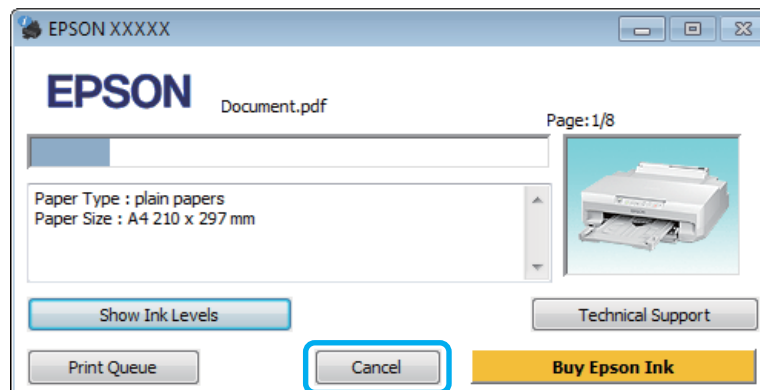 EPSON XXXXX
EPSON
Document.pdf
Page: 1/8
Paper Type : plain papers
Paper Size : A4 210 x 297 mm
Show Ink Levels
Technical Support
Print Queue
Cancel
Buy Epson Ink